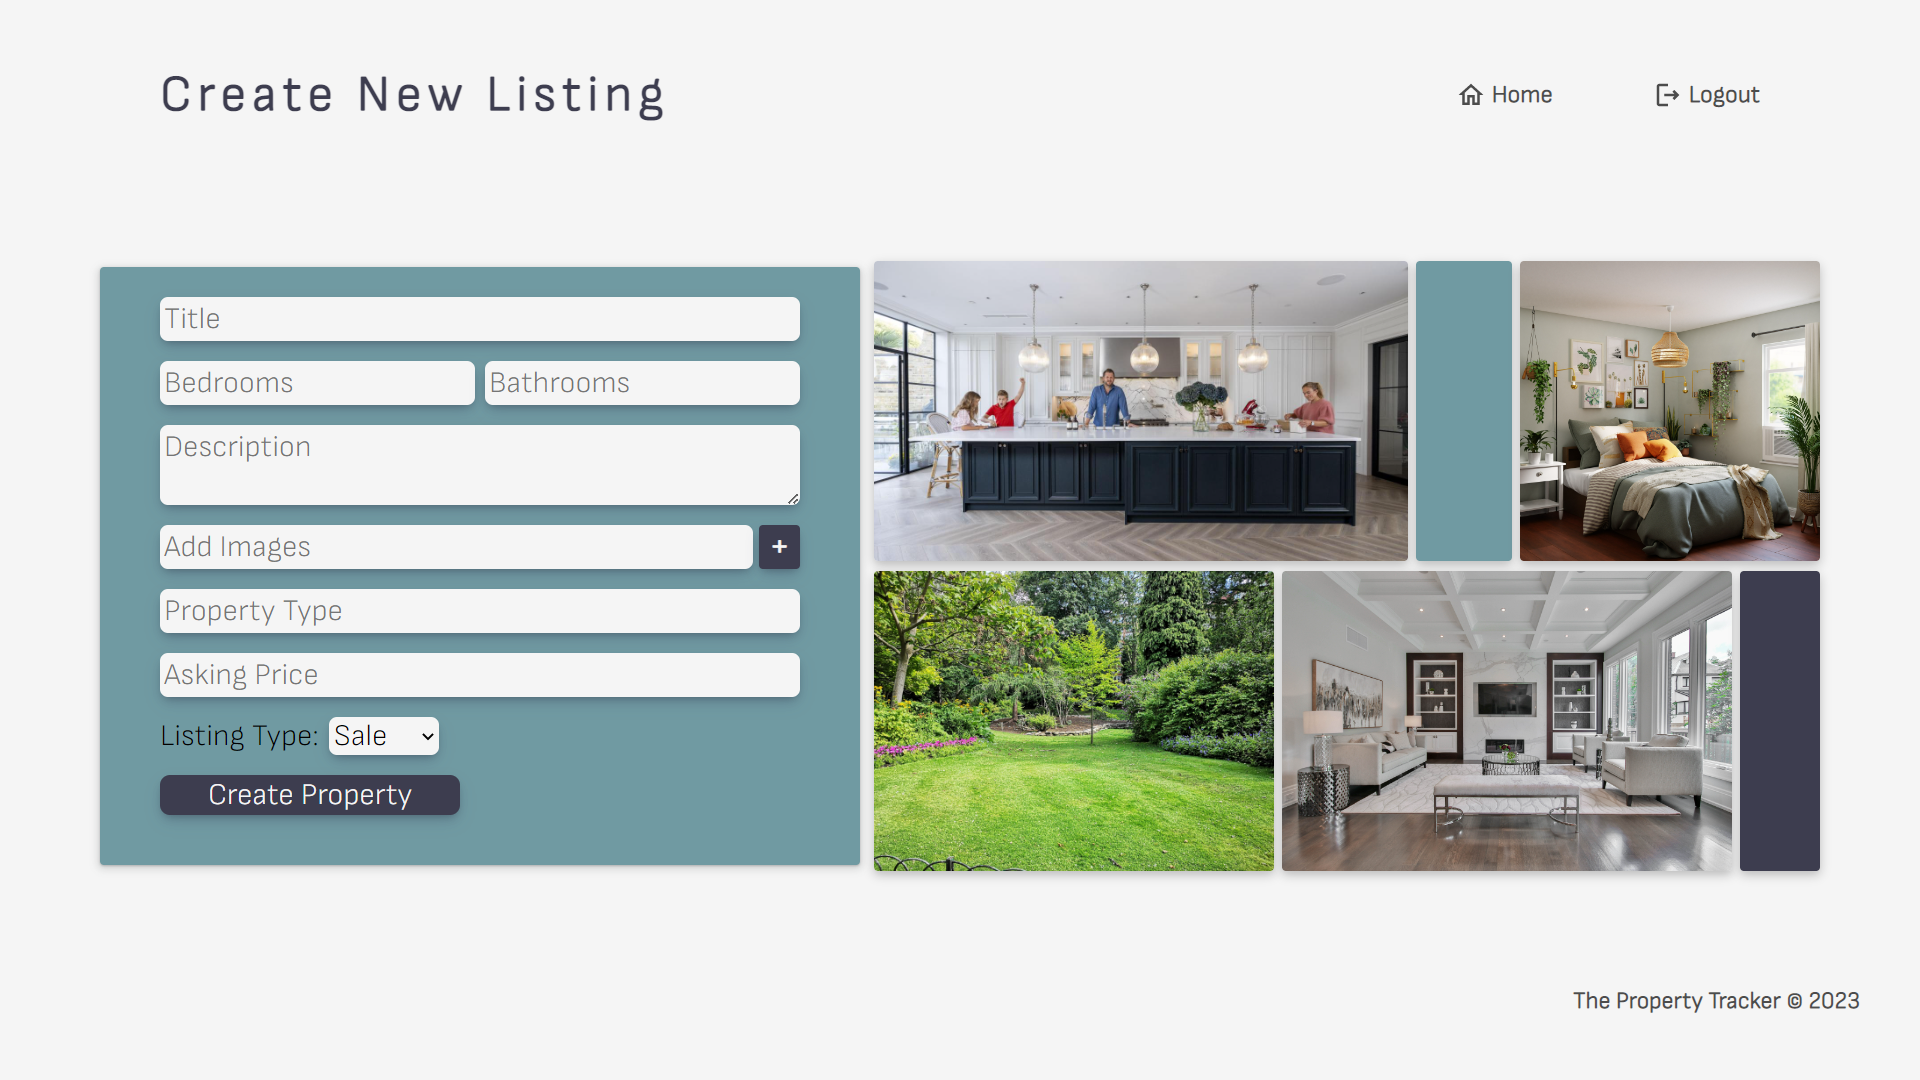 Create New Listing
Home
Logout
Title
Bedrooms
Bathrooms
Description
Add Images
+
Property Type
Asking Price
Listing Type: Sale
Create Property
The Property Tracker © 2023